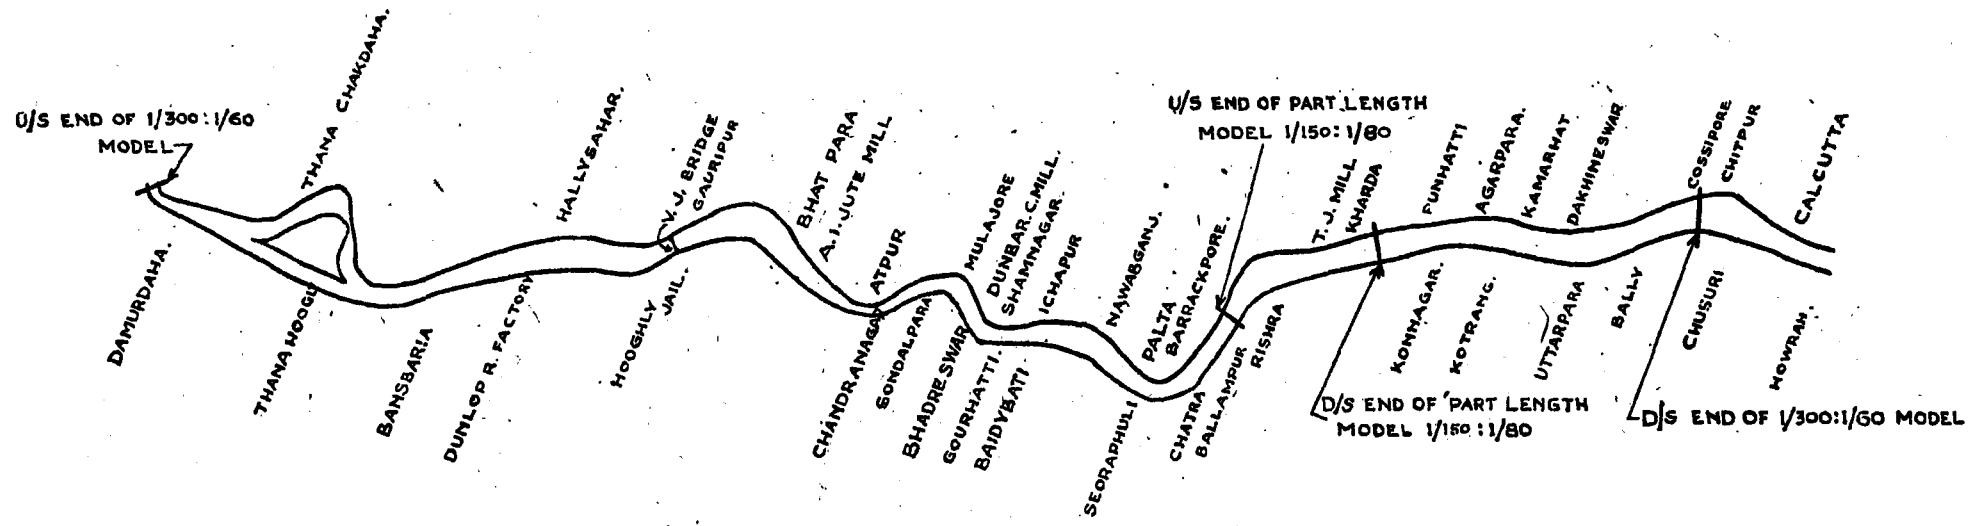 U/S END OF 1/300:1/60
MODEL
THANA CHAKDAHA.
HALLYSAHAR.
V. J. BRIDGE
GAURIPUR
BHAT PARA
A. I. JUTE MILL
ATPUR
MULAJORE
DUNBAR. C. MILL.
SHAMNAGAR.
ICHAPUR
NAWABGANJ.
PALTA
BARRACKPORE.
U/S END OF PART LENGTH
MODEL 1/150:1/80
T. J. MILL
KHARDA
PUNHATTI
AGARPARA.
KAMARHAT
DAKHINESWAR
COSSIPORE
CHITPUR
CALCUTTA
DAMURDAHA.
THANA HOOGLI
BANSBARIA
DUNLOP R. FACTORY
HOOGHLY
JAIL.
CHANDRANAGAR
GONDALPARA
BHADRESWAR
GOURHATTI.
BAIDYBATI
SEORAPHULI
CHATRA
BALLAMPUR
RISHRA
D/S END OF PART LENGTH
MODEL 1/150:1/80
KONNAGAR.
KOTRANG.
UTTARPARA
BALLY
CHUSURI
HOWRAH.
D/S END OF 1/300:1/60 MODEL